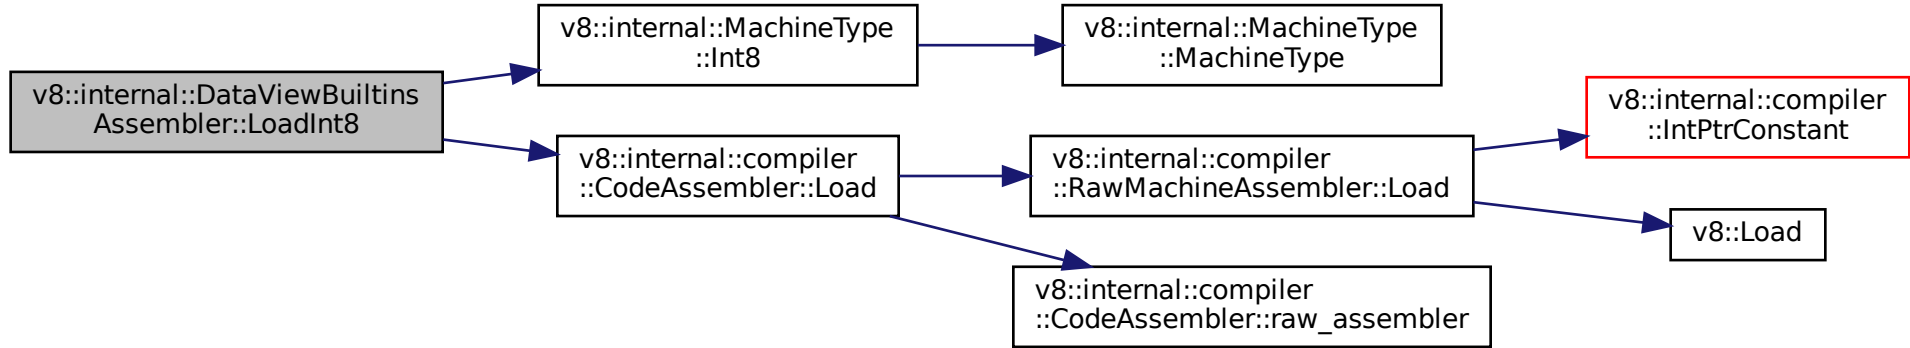 v8::internal::DataViewBuiltins
Assembler::LoadInt8
v8::internal::MachineType
::Int8
v8::internal::MachineType
::MachineType
v8::internal::compiler
::CodeAssembler::Load
v8::internal::compiler
::RawMachineAssembler::Load
v8::internal::compiler
::IntPtrConstant
v8::Load
v8::internal::compiler
::CodeAssembler::raw_assembler